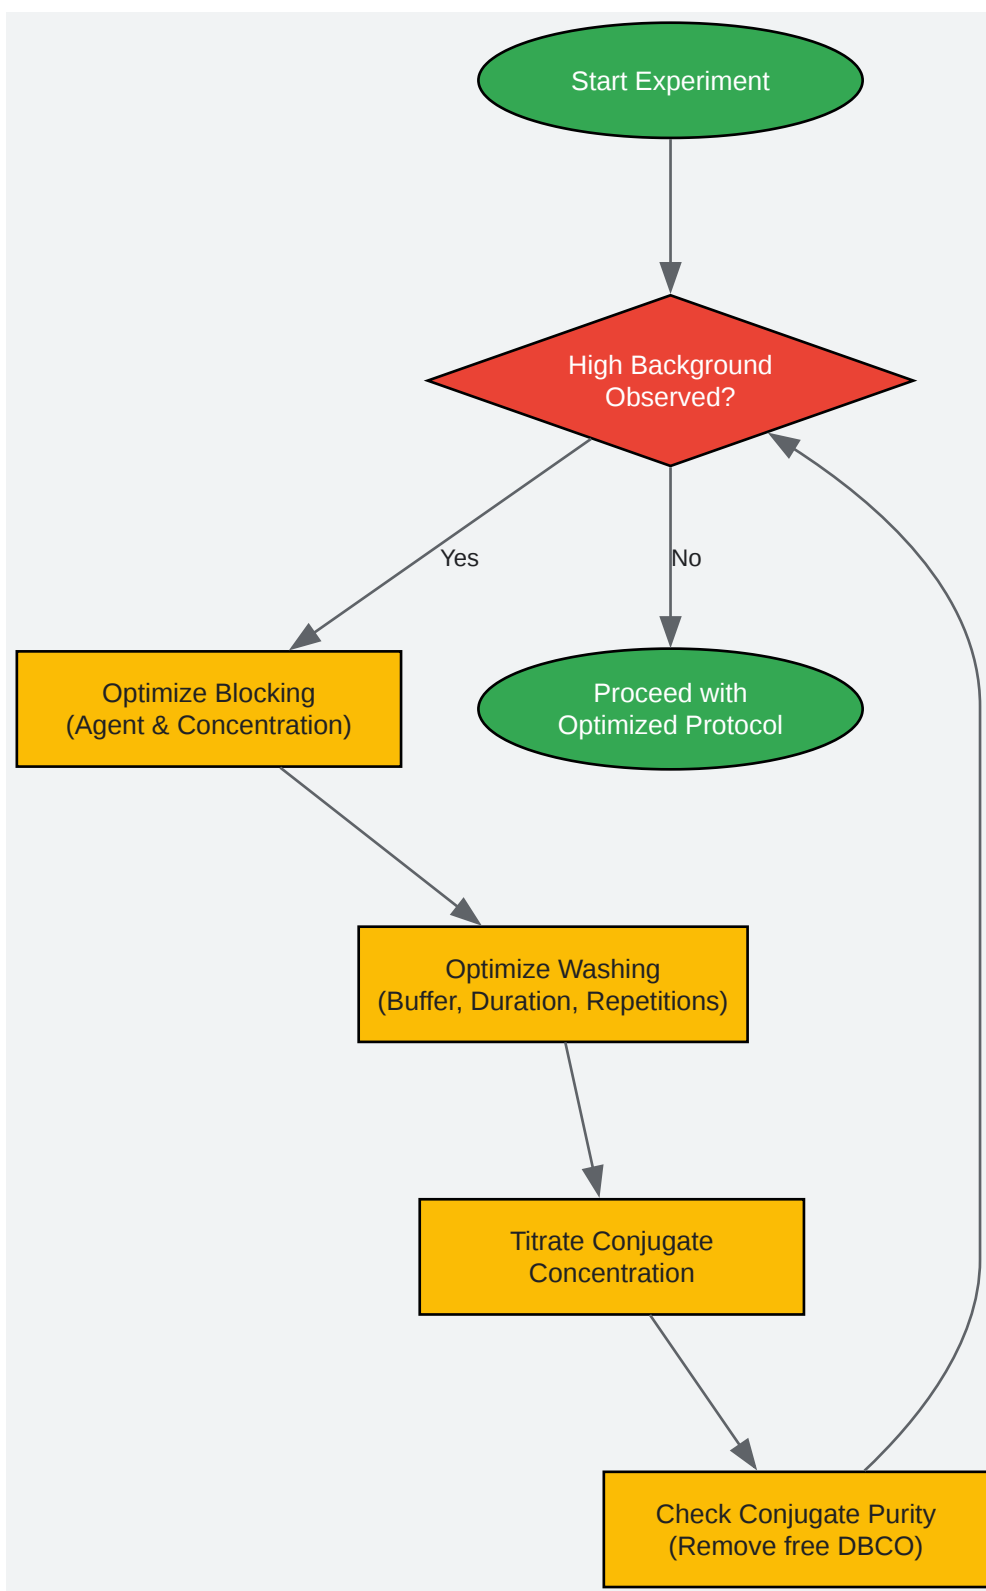 Start Experiment
High Background
Observed?
Yes
No
Optimize Blocking
(Agent & Concentration)
Proceed with
Optimized Protocol
Optimize Washing
(Buffer, Duration, Repetitions)
Titrate Conjugate
Concentration
Check Conjugate Purity
(Remove free DBCO)